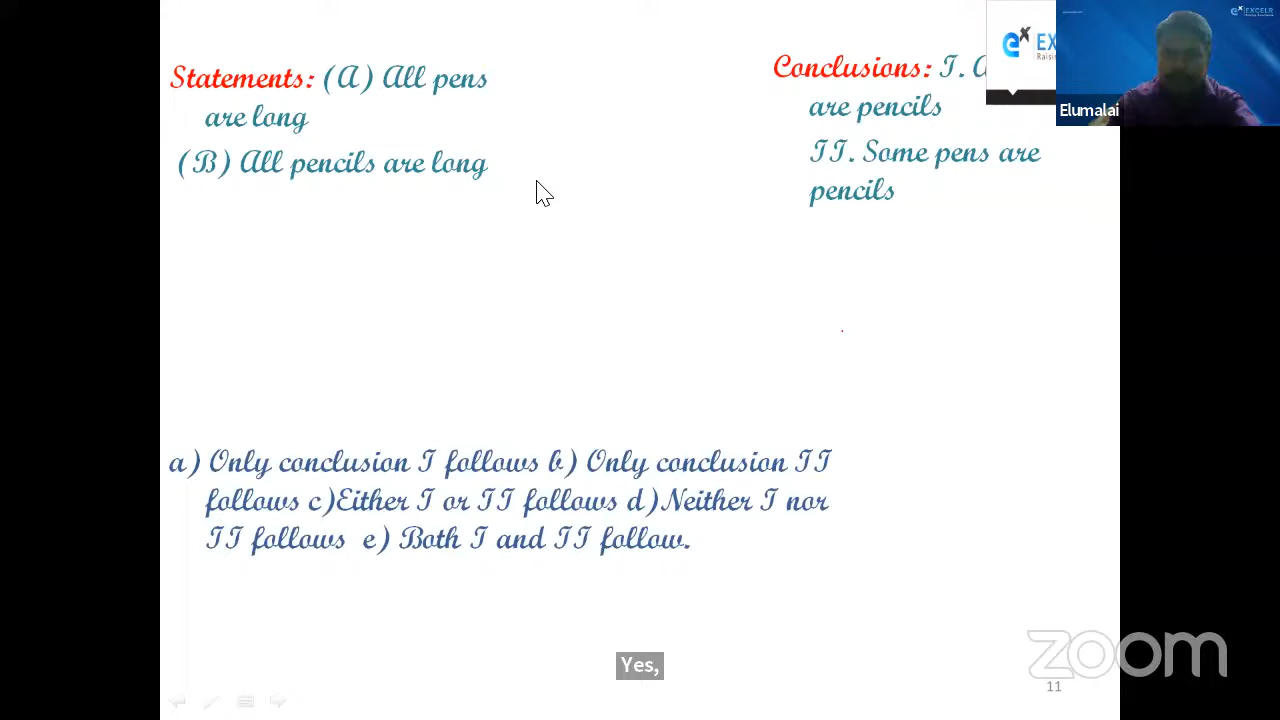 Statements: (A) All pens
are long
(B) All pencils are long
Conclusions: I.
are pencils
II. Some pens are
pencils
a) Only conclusion I follows b) Only conclusion II
follows c)Either I or II follows d)Neither I nor
II follows e) Both I and II follow.
Elumalai
EXCELR
Yes,
zoom
11